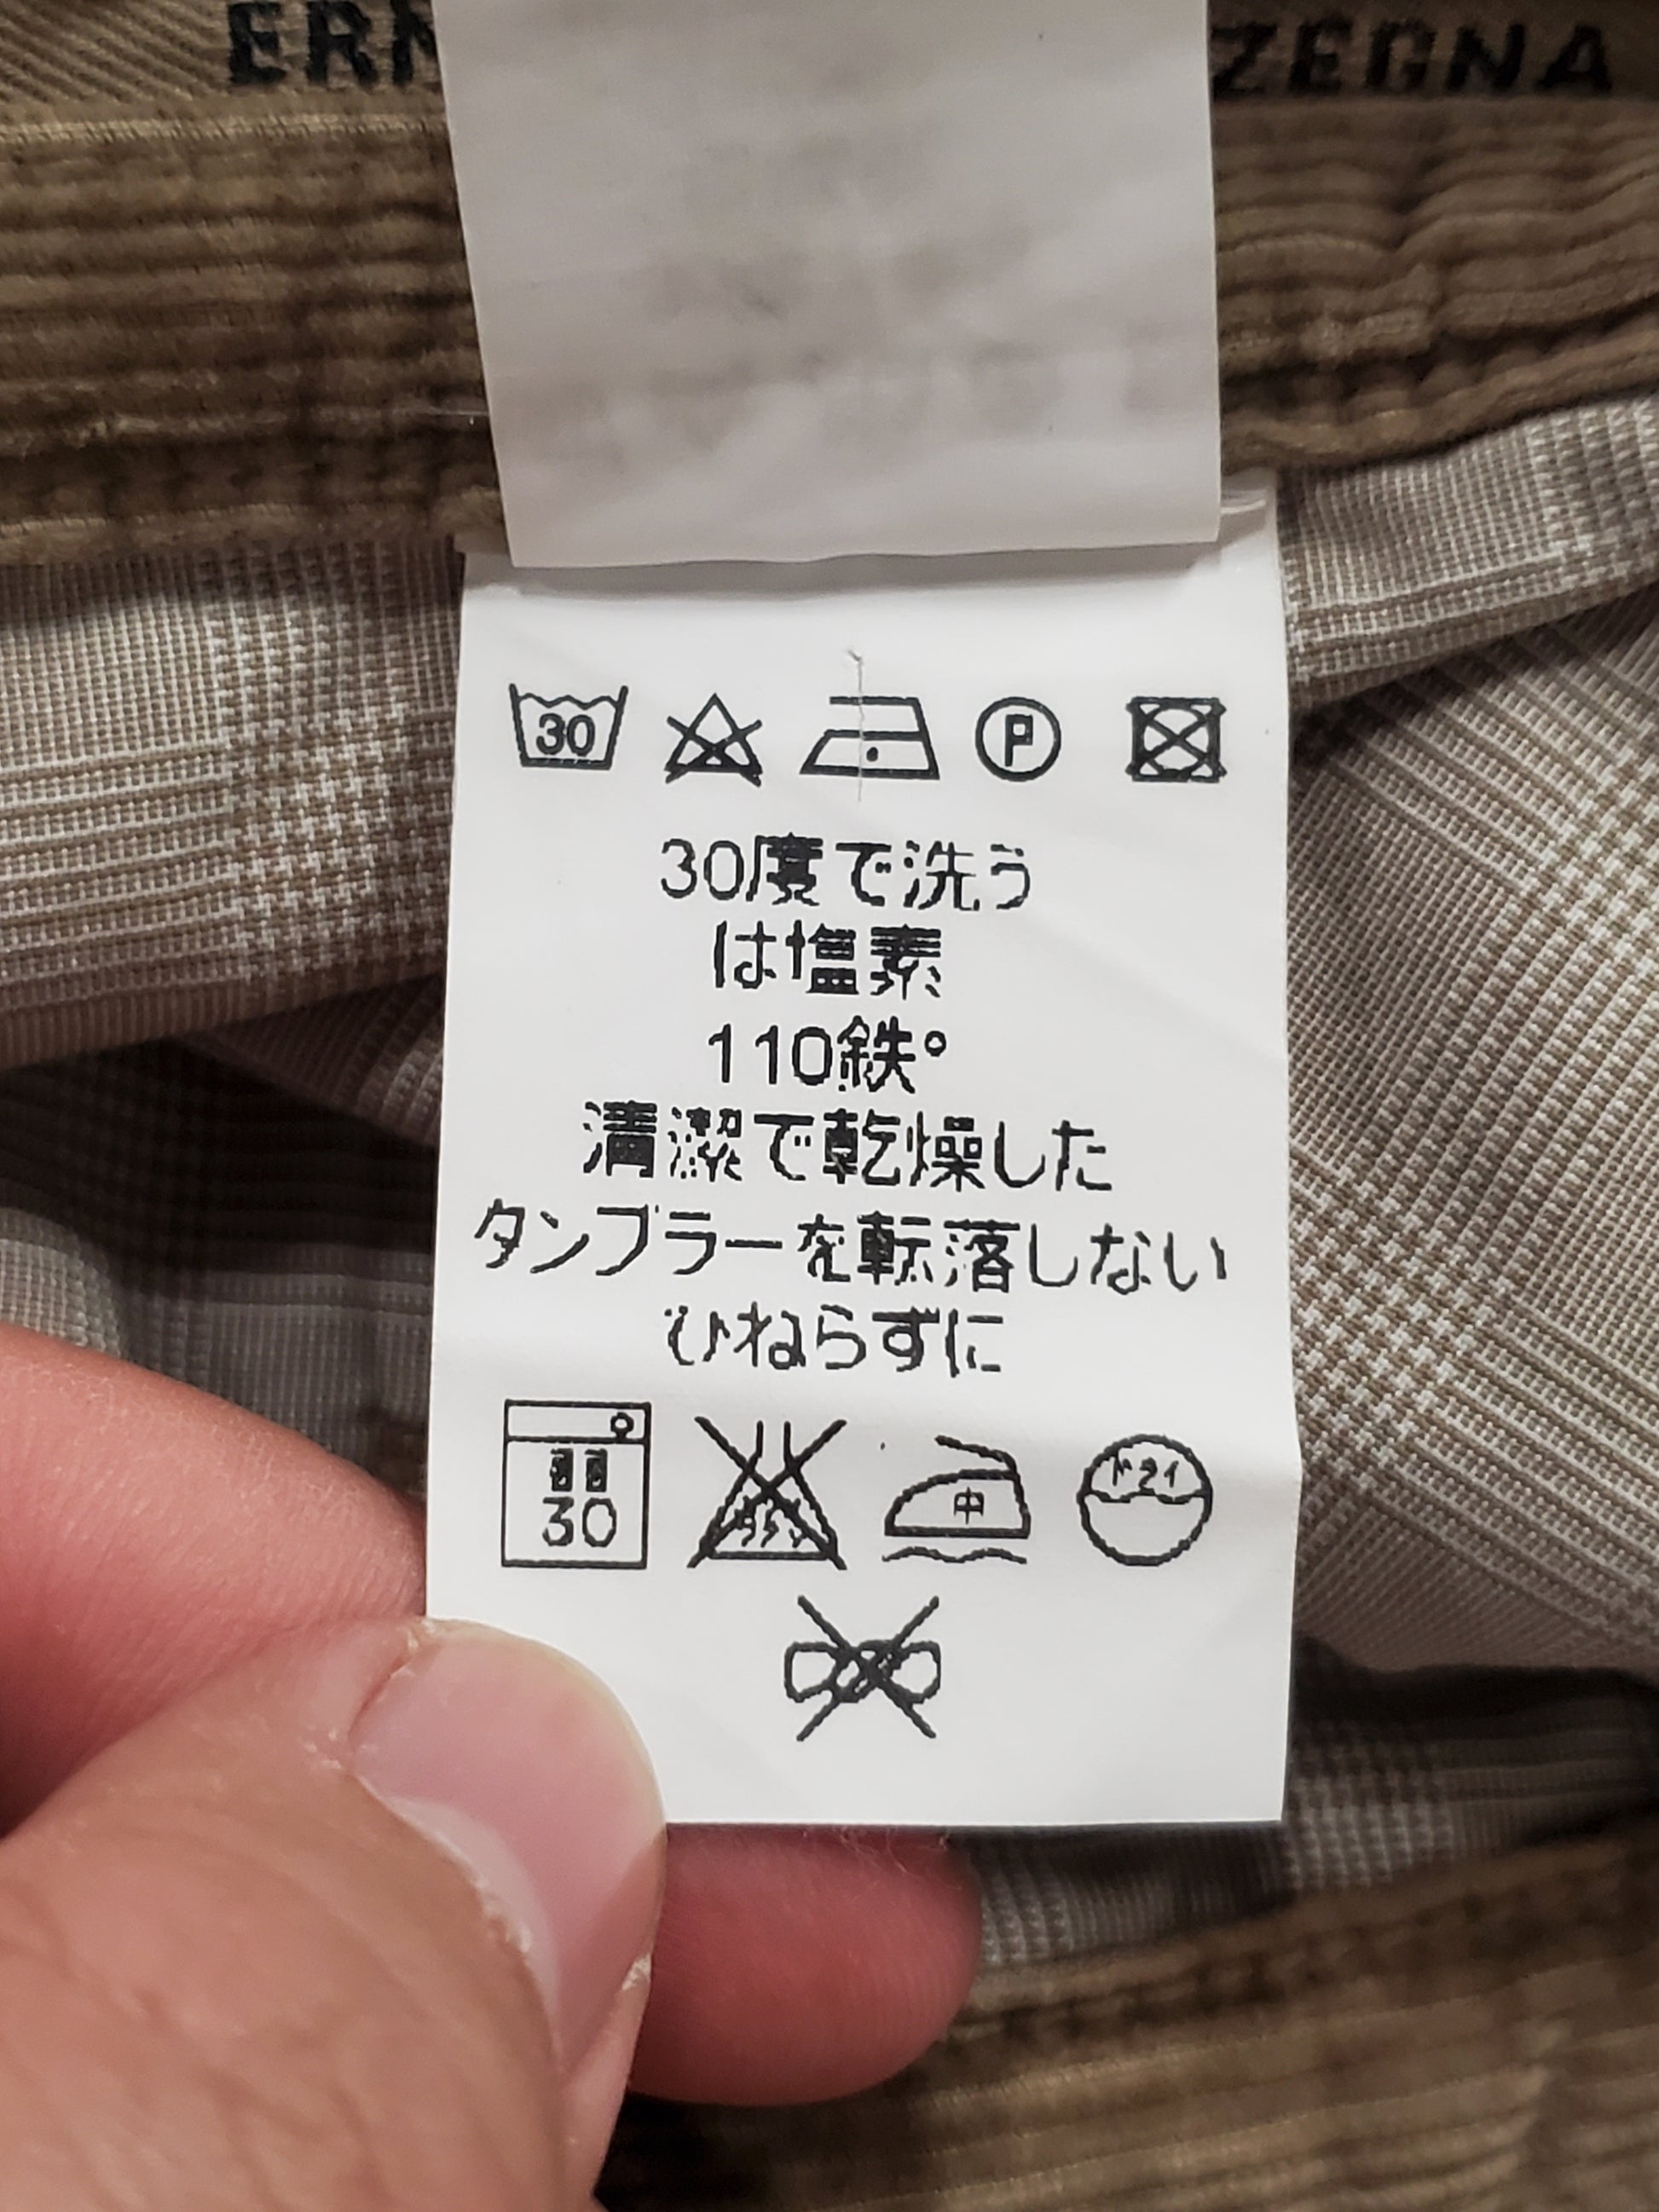 ERM ZEGNA
30 P
30度で洗う
は塩素
110鉄°
清潔で乾燥した
タンブラーを転落しない
ひねらずに
30 中 ドライ